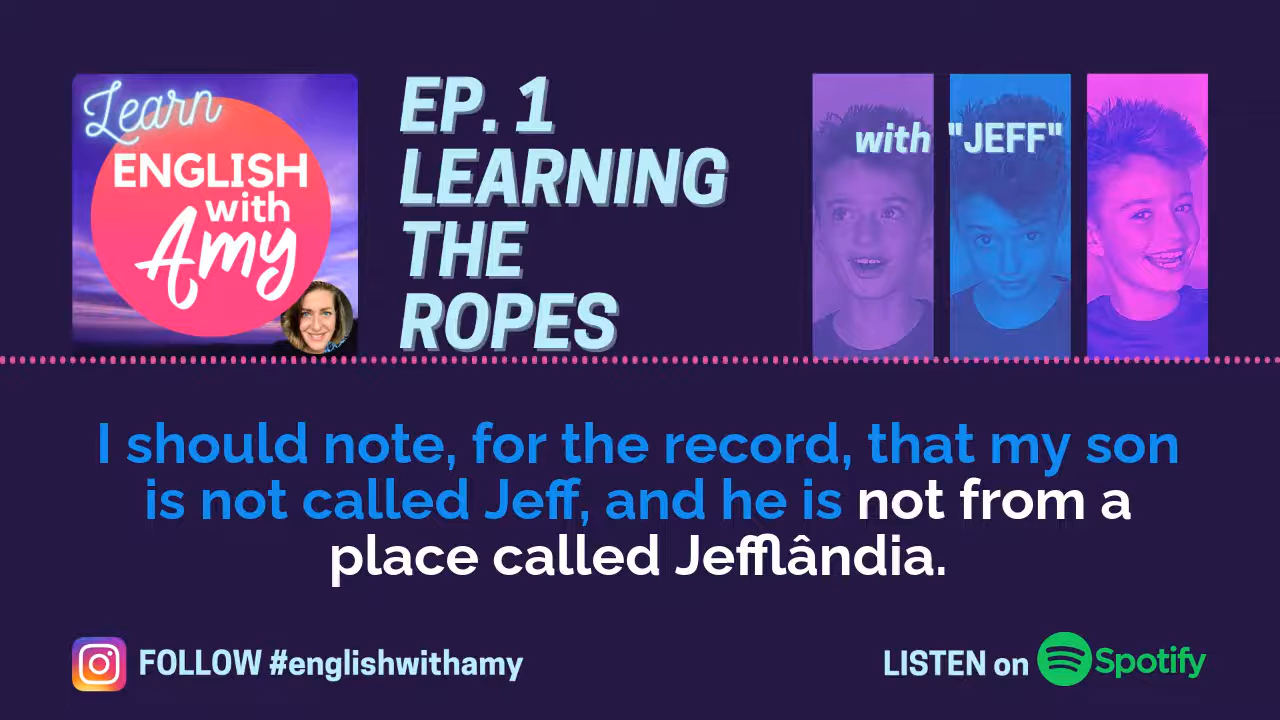 Learn
ENGLISH
with
Amy
EP. 1
LEARNING
THE
ROPES
with "JEFF"
I should note, for the record, that my son
is not called Jeff, and he is not from a
place called Jefflândia.
FOLLOW #englishwithamy
LISTEN on Spotify